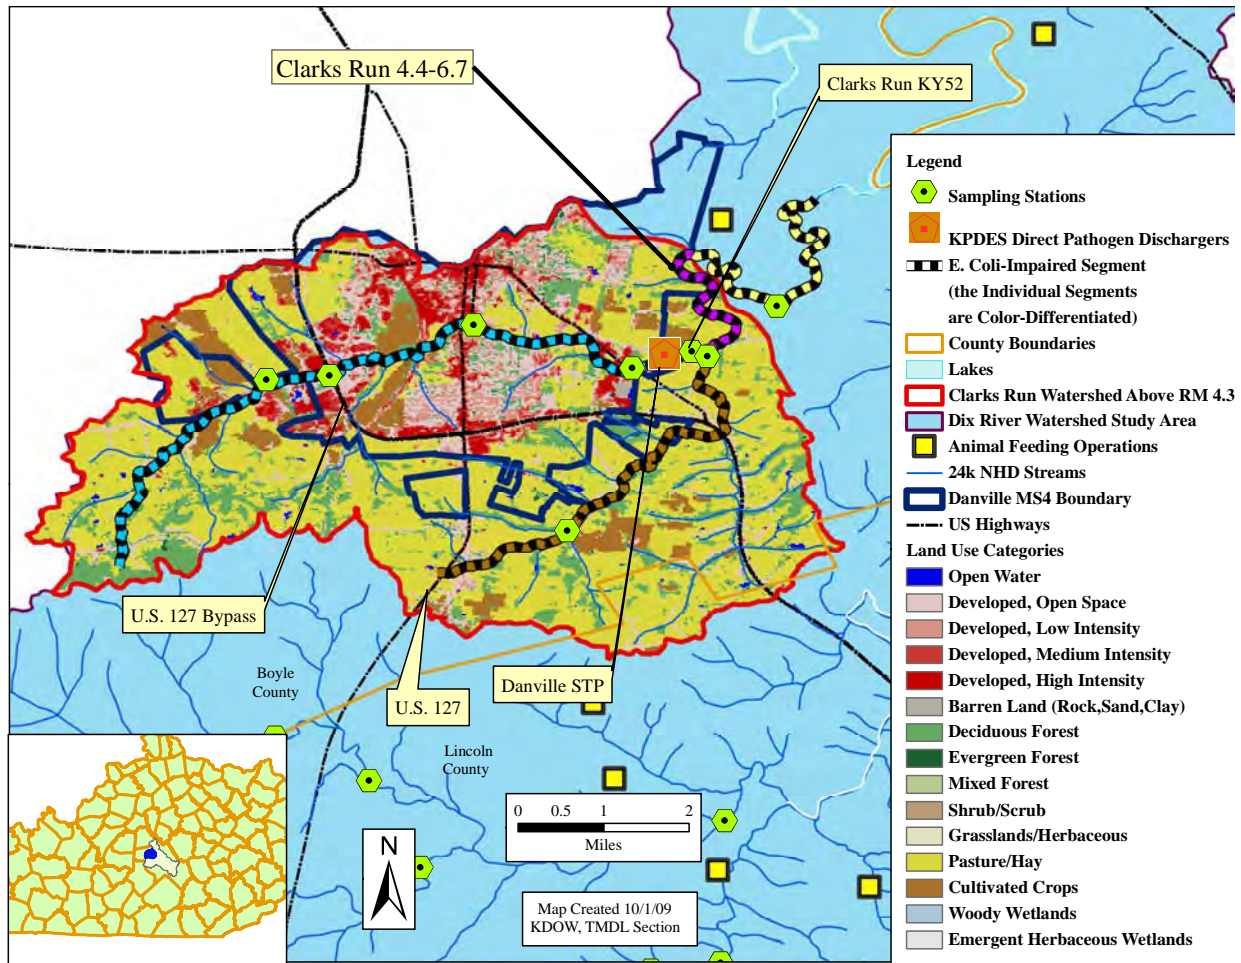 Clarks Run 4.4-6.7
Clarks Run KY52
U.S. 127 Bypass
U.S. 127
Danville STP
Boyle
County
Lincoln
County
0 0.5 1 2
Miles
N
Map Created 10/1/09
KDOW, TMDL Section
Legend
Sampling Stations
KPDES Direct Pathogen Dischargers
E. Coli-Impaired Segment
(the Individual Segments
are Color-Differentiated)
County Boundaries
Lakes
Clarks Run Watershed Above RM 4.3
Dix River Watershed Study Area
Animal Feeding Operations
24k NHD Streams
Danville MS4 Boundary
US Highways
Land Use Categories
Open Water
Developed, Open Space
Developed, Low Intensity
Developed, Medium Intensity
Developed, High Intensity
Barren Land (Rock,Sand,Clay)
Deciduous Forest
Evergreen Forest
Mixed Forest
Shrub/Scrub
Grasslands/Herbaceous
Pasture/Hay
Cultivated Crops
Woody Wetlands
Emergent Herbaceous Wetlands